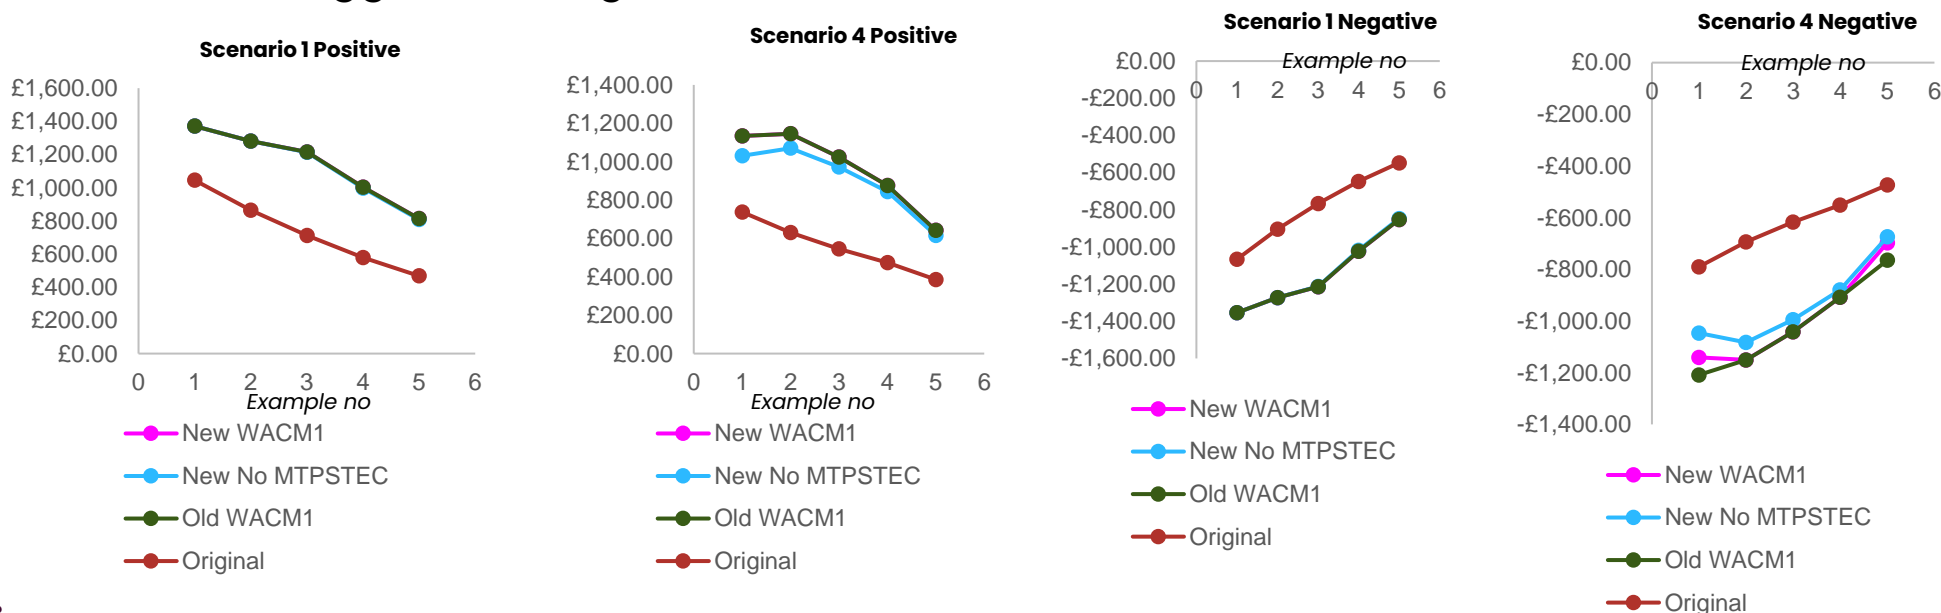 Scenario 1 Positive
£1,600.00
£1,400.00
£1,200.00
£1,000.00
£800.00
£600.00
£400.00
£200.00
£0.00
0 1 2 3 4 5 6
Example no
New WACM1
New No MTPSTEC
Old WACM1
Original
Scenario 4 Positive
£1,400.00
£1,200.00
£1,000.00
£800.00
£600.00
£400.00
£200.00
£0.00
0 1 2 3 4 5 6
Example no
New WACM1
New No MTPSTEC
Old WACM1
Original
Scenario 1 Negative
Example no
0 1 2 3 4 5 6
£0.00
-£200.00
-£400.00
-£600.00
-£800.00
-£1,000.00
-£1,200.00
-£1,400.00
-£1,600.00
New WACM1
New No MTPSTEC
Old WACM1
Original
Scenario 4 Negative
Example no
0 1 2 3 4 5 6
£0.00
-£200.00
-£400.00
-£600.00
-£800.00
-£1,000.00
-£1,200.00
-£1,400.00
New WACM1
New No MTPSTEC
Old WACM1
Original